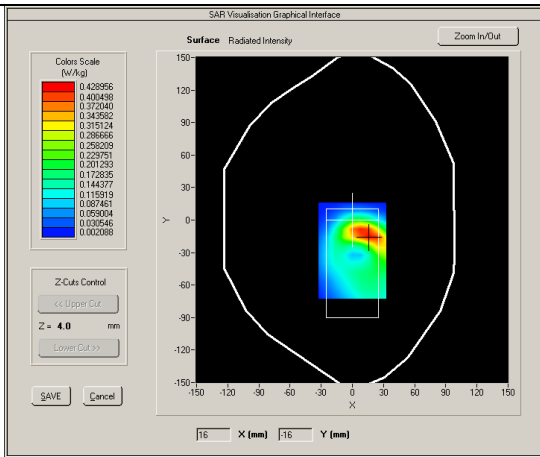 SAR Visualisation Graphical Interface
Surface Radiated Intensity
Zoom In/Out
Colors Scale
(W/kg)
0.428956
0.400498
0.372040
0.343582
0.315124
0.286666
0.258209
0.229751
0.201293
0.172835
0.144377
0.115919
0.087461
0.059004
0.030546
0.002088
150-
120-
90-
60-
30-
Y 0-
-30-
-60-
-90-
-120-
-150-
-150 -120 -90 -60 -30 0 30 60 90 120 150
X
Z-Cuts Control
<< Upper Cut
Z = 4.0 mm
Lower Cut >>
SAVE Cancel
16 X (mm) -16 Y (mm)